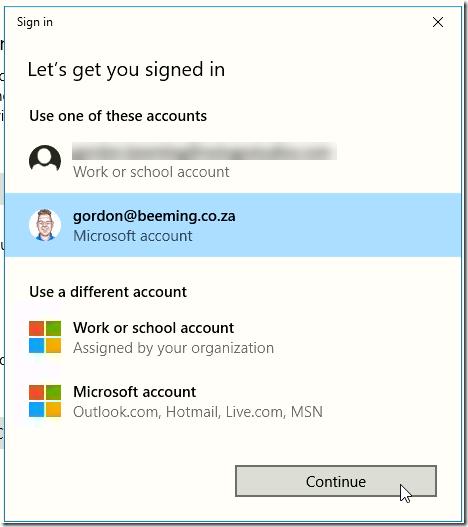 Sign in
Let's get you signed in
Use one of these accounts
Work or school account
gordon@beeming.co.za
Microsoft account
Use a different account
Work or school account
Assigned by your organization
Microsoft account
Outlook.com, Hotmail, Live.com, MSN
Continue